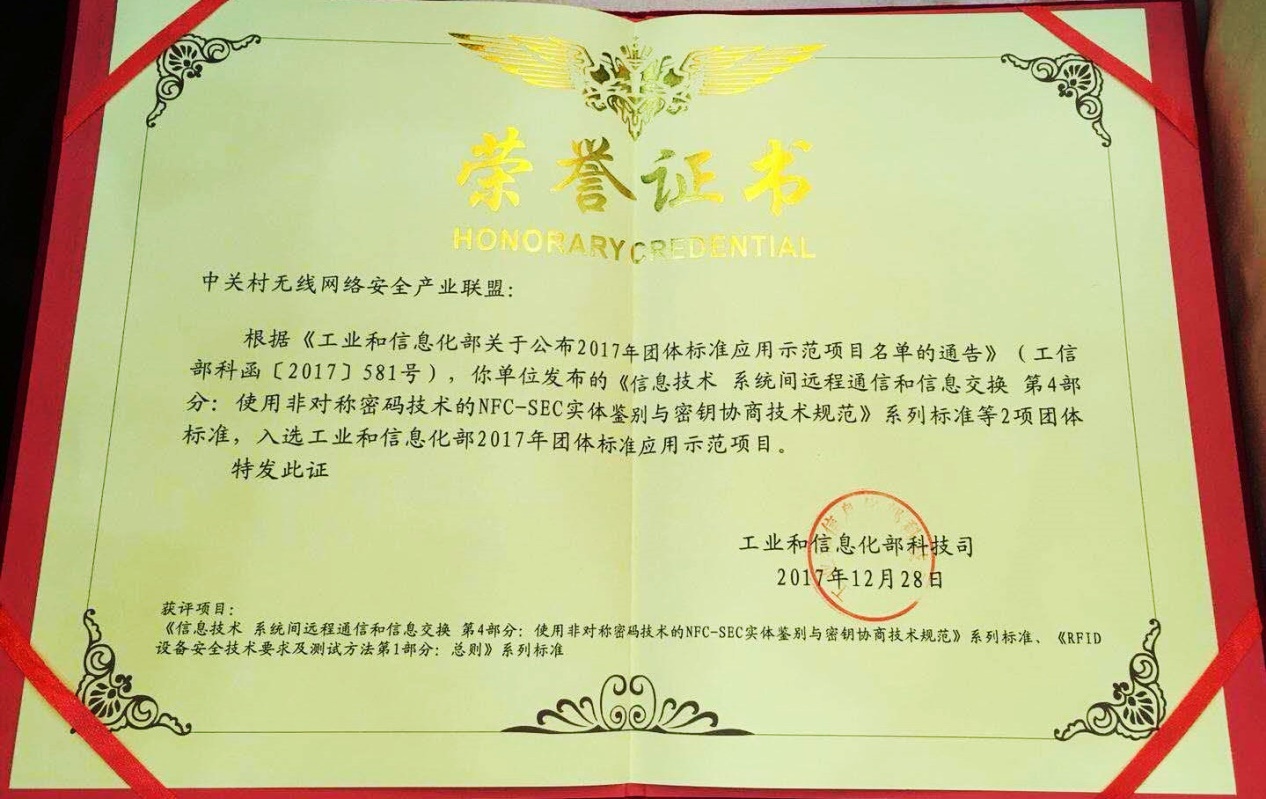 荣誉证书
HONORARY CREDENTIAL
中关村无线网络安全产业联盟：
根据《工业和信息化部关于公布2017年团体标准应用示范项目名单的通告》（工信
部科函〔2017〕581号），你单位发布的《信息技术 系统间远程通信和信息交换 第4部
分：使用非对称密码技术的NFC-SEC实体鉴别与密钥协商技术规范》系列标准等2项团体
标准，入选工业和信息化部2017年团体标准应用示范项目。
特发此证
工业和信息化部科技司
2017年12月28日
获评项目：
《信息技术 系统间远程通信和信息交换 第4部分：使用非对称密码技术的NFC-SEC实体鉴别与密钥协商技术规范》系列标准、《RFID
设备安全技术要求及测试方法第1部分：总则》系列标准